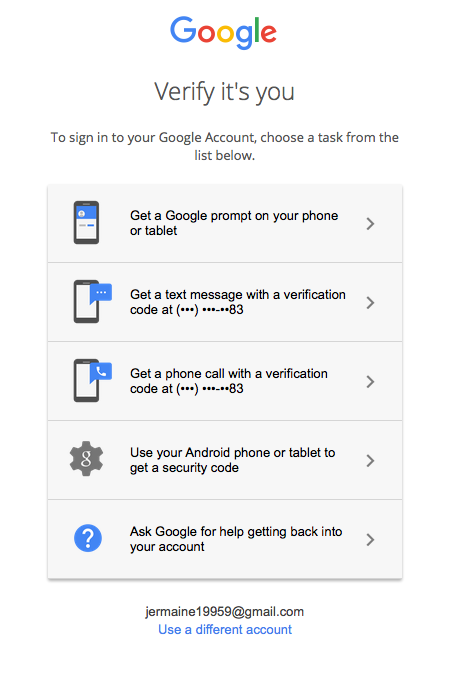 Google
Verify it's you
To sign in to your Google Account, choose a task from the
list below.
Get a Google prompt on your phone
or tablet
Get a text message with a verification
code at (•••) •••-••83
Get a phone call with a verification
code at (•••) •••-••83
g
Use your Android phone or tablet to
get a security code
?
Ask Google for help getting back into
your account
jermaine19959@gmail.com
Use a different account